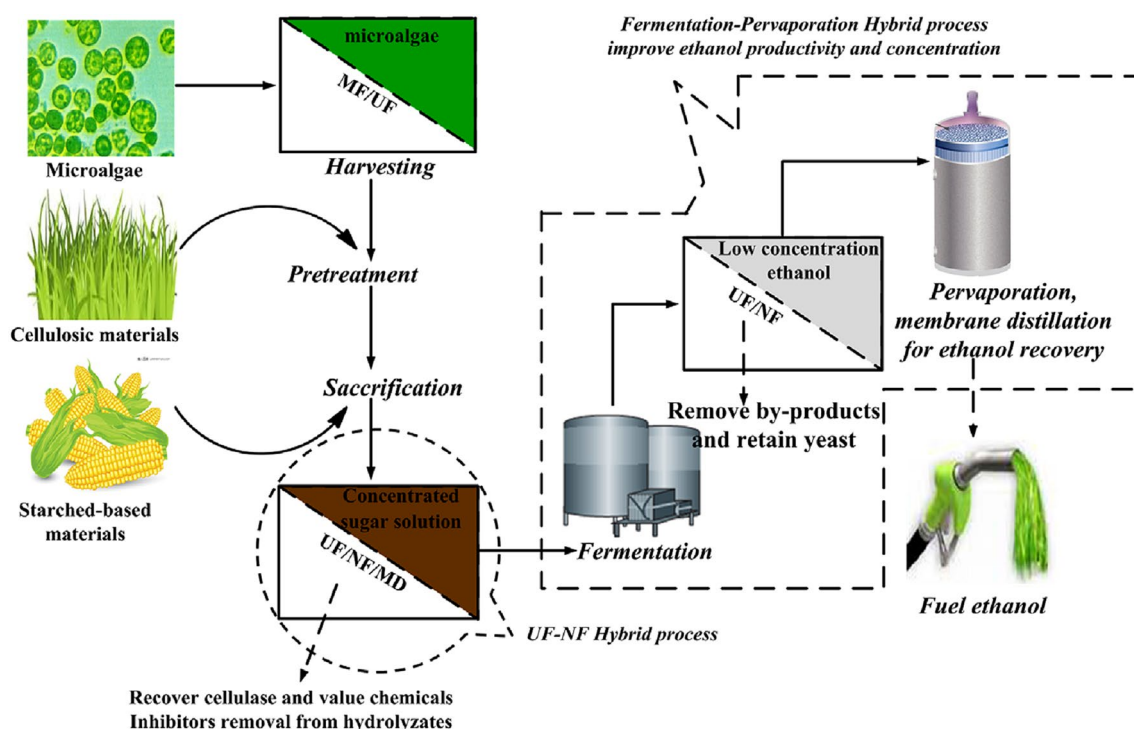 Fermentation-Pervaporation Hybrid process
improve ethanol productivity and concentration
microalgae
MF/UF
Harvesting
Microalgae
Pretreatment
Cellulosic materials
Low concentration
ethanol
UF/NF
Pervaporation,
membrane distillation
for ethanol recovery
Saccrification
Remove by-products
and retain yeast
Starched-based
materials
Concentrated
sugar solution
UF/NF/MD
Fermentation
Fuel ethanol
UF-NF Hybrid process
Recover cellulase and value chemicals
Inhibitors removal from hydrolyzates